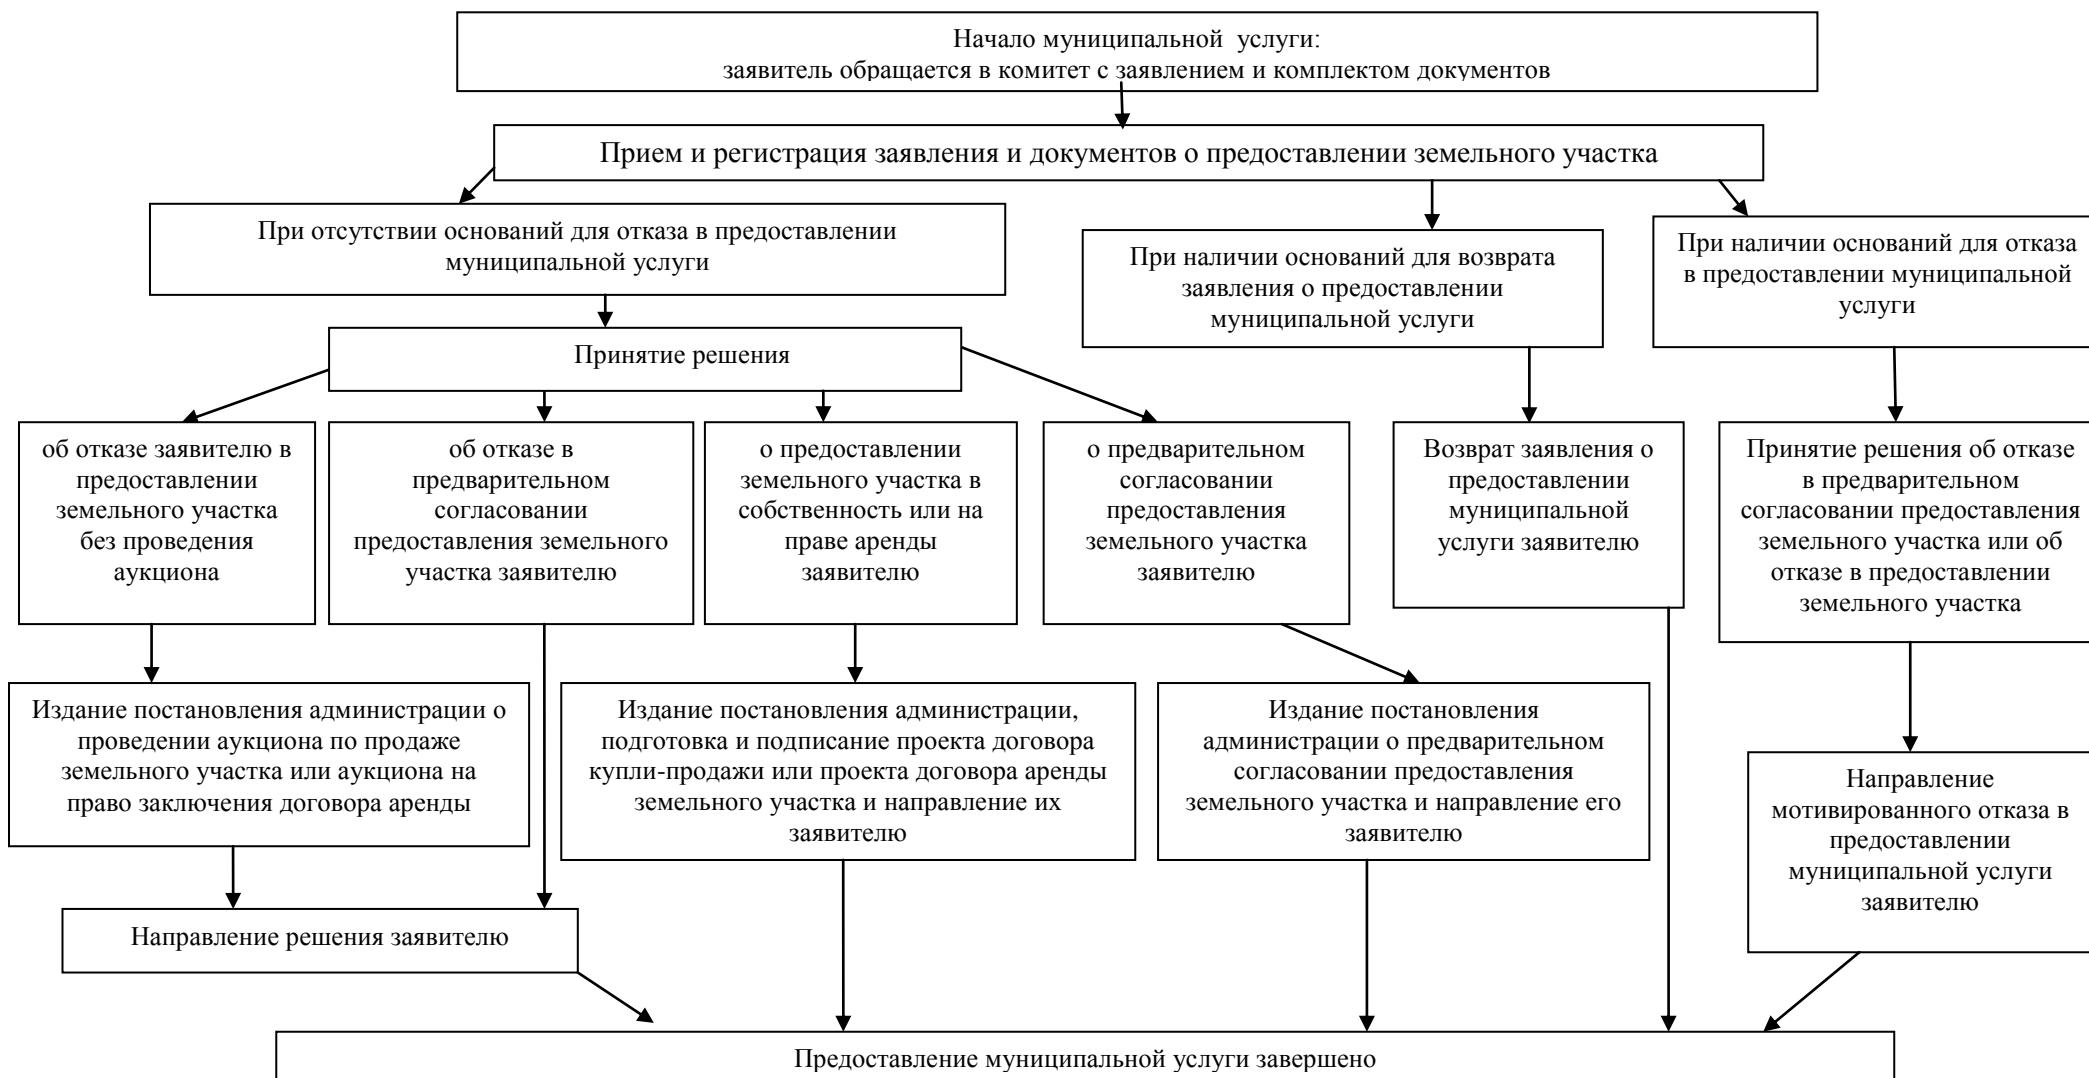 Начало муниципальной услуги:
заявитель обращается в комитет с заявлением и комплектом документов
Прием и регистрация заявления и документов о предоставлении земельного участка
При отсутствии оснований для отказа в предоставлении
муниципальной услуги
При наличии оснований для возврата
заявления о предоставлении
муниципальной услуги
При наличии оснований для отказа
в предоставлении муниципальной
услуги
Принятие решения
об отказе заявителю в
предоставлении
земельного участка
без проведения
аукциона
об отказе в
предварительном
согласовании
предоставления земельного
участка заявителю
о предоставлении
земельного участка в
собственность или на
праве аренды
заявителю
о предварительном
согласовании
предоставления
земельного участка
заявителю
Возврат заявления о
предоставлении
муниципальной
услуги заявителю
Принятие решения об отказе
в предварительном
согласовании предоставления
земельного участка или об
отказе в предоставлении
земельного участка
Издание постановления администрации о
проведении аукциона по продаже
земельного участка или аукциона на
право заключения договора аренды
Издание постановления администрации,
подготовка и подписание проекта договора
купли-продажи или проекта договора аренды
земельного участка и направление их
заявителю
Издание постановления
администрации о предварительном
согласовании предоставления
земельного участка и направление его
заявителю
Направление
мотивированного отказа в
предоставлении
муниципальной услуги
заявителю
Направление решения заявителю
Предоставление муниципальной услуги завершено